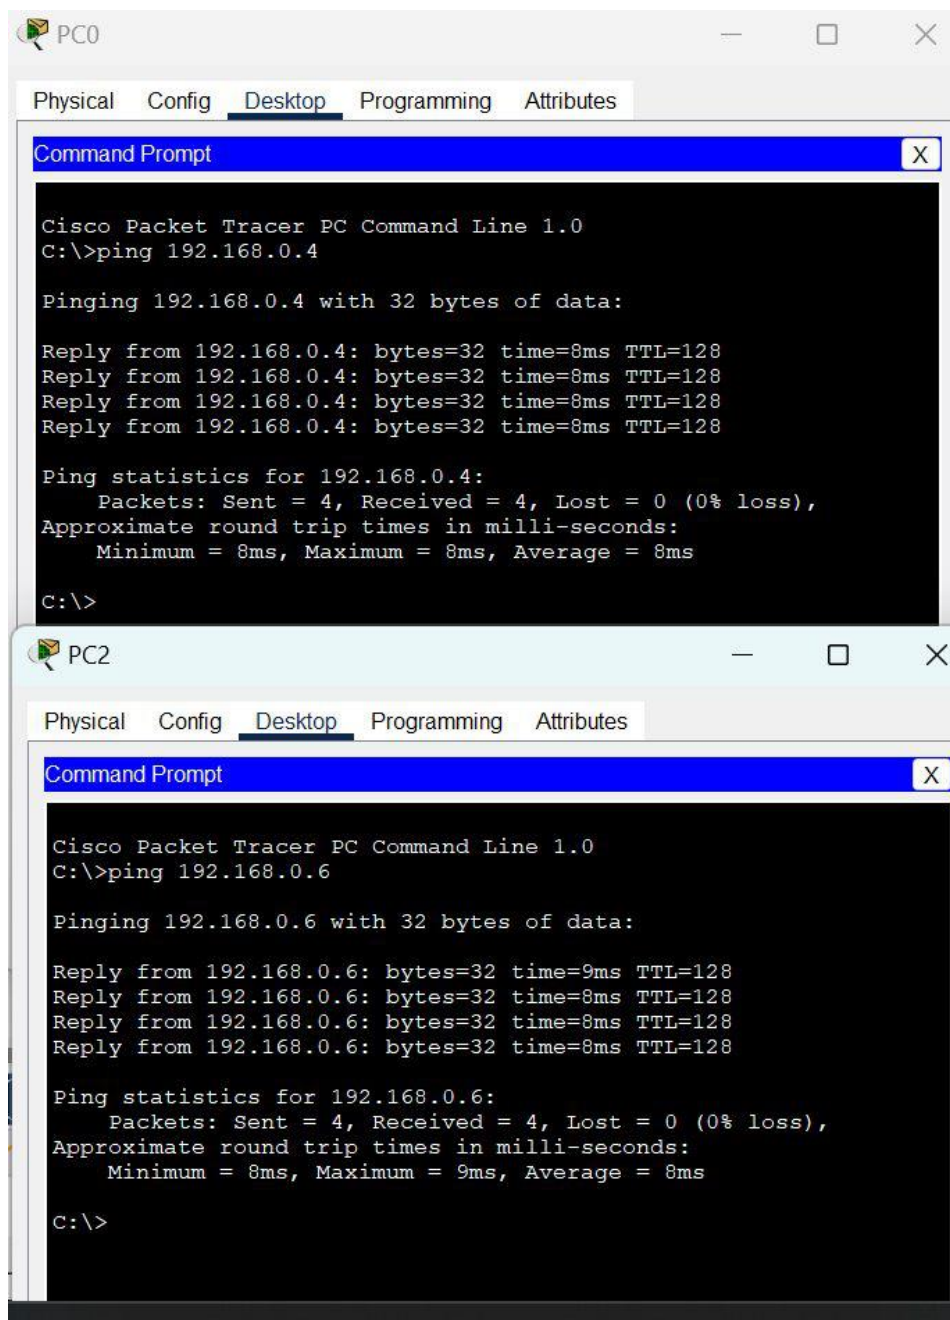 PC0
Physical Config Desktop Programming Attributes
Command Prompt
X
Cisco Packet Tracer PC Command Line 1.0
C:\>ping 192.168.0.4
Pinging 192.168.0.4 with 32 bytes of data:
Reply from 192.168.0.4: bytes=32 time=8ms TTL=128
Reply from 192.168.0.4: bytes=32 time=8ms TTL=128
Reply from 192.168.0.4: bytes=32 time=8ms TTL=128
Reply from 192.168.0.4: bytes=32 time=8ms TTL=128
Ping statistics for 192.168.0.4:
Packets: Sent = 4, Received = 4, Lost = 0 (0% loss),
Approximate round trip times in milli-seconds:
Minimum = 8ms, Maximum = 8ms, Average = 8ms
C:\>
PC2
Physical Config Desktop Programming Attributes
Command Prompt
X
Cisco Packet Tracer PC Command Line 1.0
C:\>ping 192.168.0.6
Pinging 192.168.0.6 with 32 bytes of data:
Reply from 192.168.0.6: bytes=32 time=9ms TTL=128
Reply from 192.168.0.6: bytes=32 time=8ms TTL=128
Reply from 192.168.0.6: bytes=32 time=8ms TTL=128
Reply from 192.168.0.6: bytes=32 time=8ms TTL=128
Ping statistics for 192.168.0.6:
Packets: Sent = 4, Received = 4, Lost = 0 (0% loss),
Approximate round trip times in milli-seconds:
Minimum = 8ms, Maximum = 9ms, Average = 8ms
C:\>